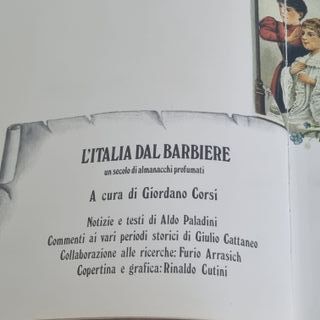 L'ITALIA DAL BARBIERE
un secolo di almanacchi profumati
A cura di Giordano Corsi
Notizie e testi di Aldo Paladini
Commenti ai vari periodi storici di Giulio Cattaneo
Collaborazione alle ricerche: Furio Arrasich
Copertina e grafica: Rinaldo Cutini